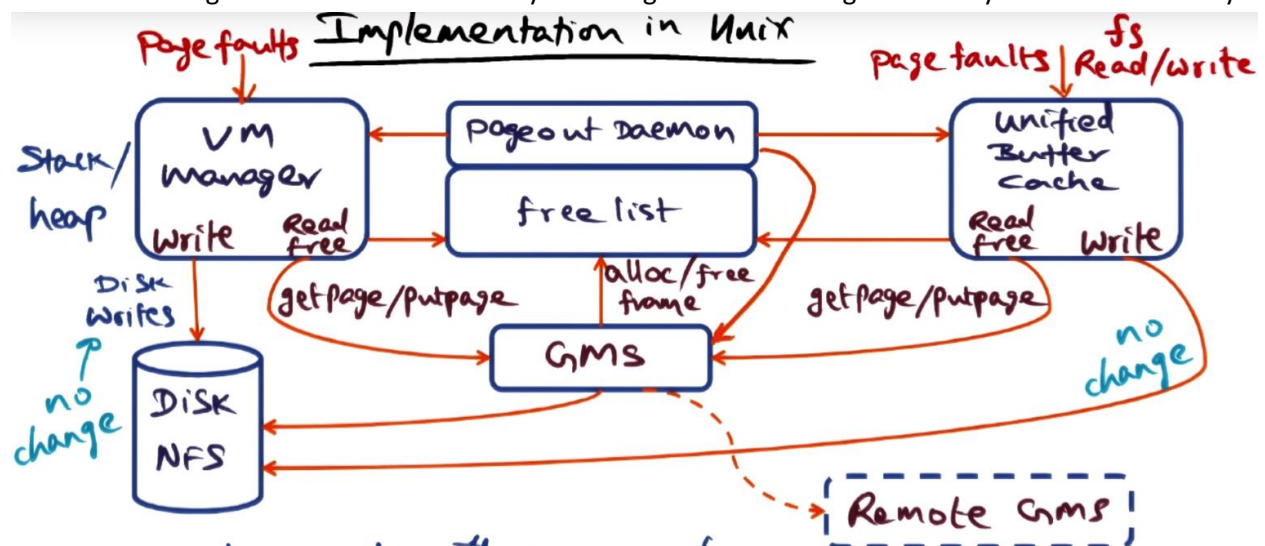 Implementation in Unix
Page faults
fs
page faults Read/write
VM
manager
Stack/
heap
Write
Read
free
pageout Daemon
free list
unified
Buffer
cache
Read
free
Write
Disk
writes
getpage/putpage
alloc/free
frame
getpage/putpage
no
change
GMS
no
change
DiSK
NFS
Remote GMS